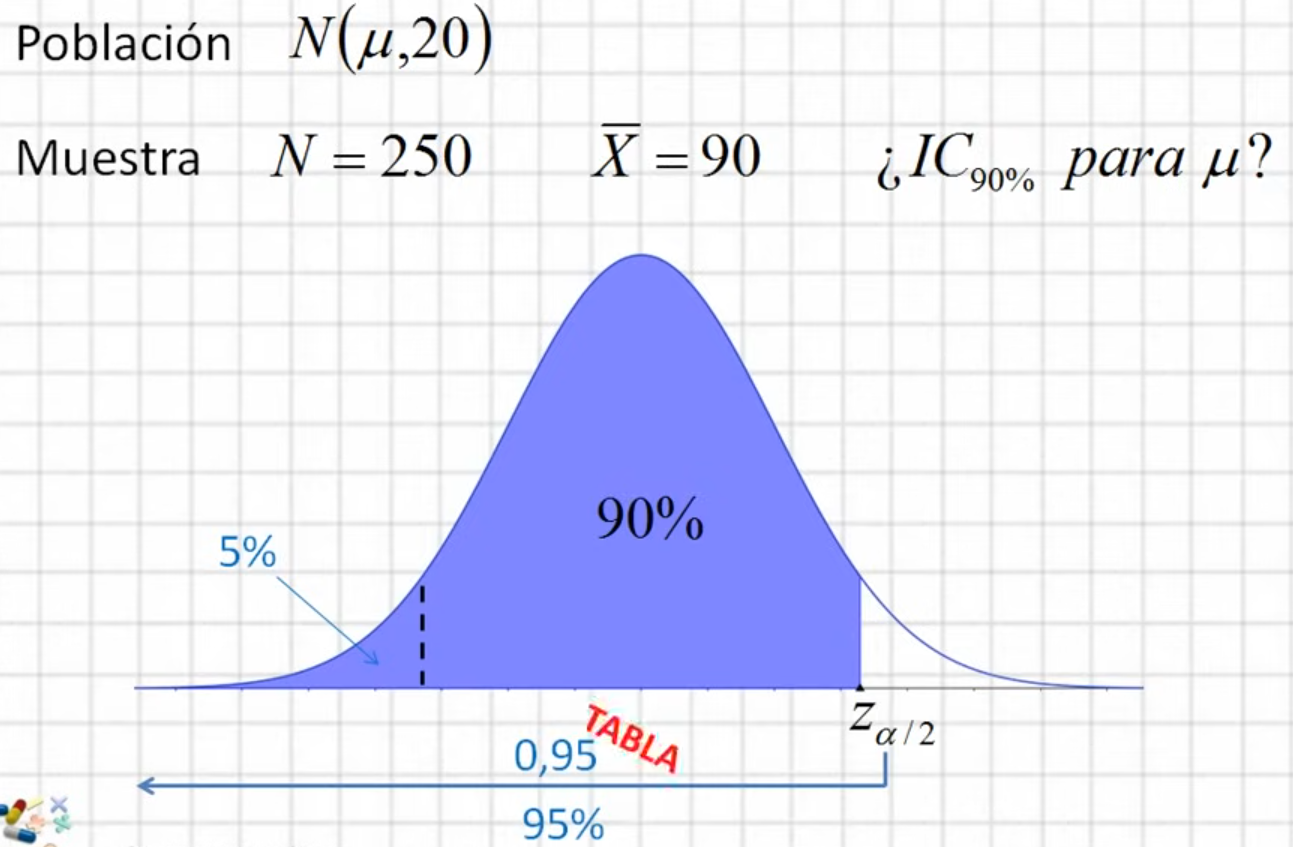 Población N(μ,20)
Muestra N = 250 X̅ = 90 ¿IC₉₀% para μ?
90%
5%
z α/2
TABLA
0,95
95%